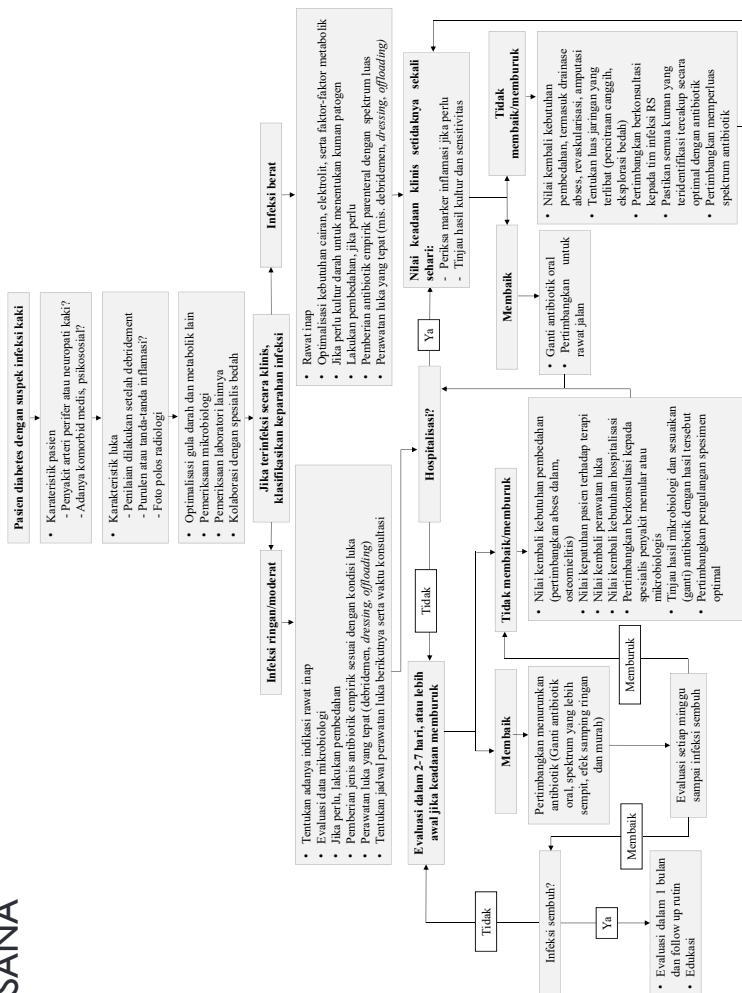 SANA
Pasien diabetes dengan suspek infeksi kaki
• Karateristik pasien
- Penyakit arteri perifer atau neuropati kaki?
- Adanya komorbid medis, psikososial?
• Karakteristik luka
- Penilaian dilakukan setelah debridement
- Purulen atau tanda-tanda inflamasi?
- Foto polos radiologi
• Optimalisasi gula darah dan metabolik lain
• Pemeriksaan mikrobiologi
• Pemeriksaan laboratori lainnya
• Kolaborasi dengan spesialis bedah
Jika terinfeksi secara klinis,
klasifikasikan keparahan infeksi
Infeksi ringan/moderat
Infeksi berat
• Tentukan adanya indikasi rawat inap
• Evaluasi data mikrobiologi
• Jika perlu, lakukan pembedahan
• Pemberian jenis antibiotik empirik sesuai dengan kondisi luka
• Perawatan luka yang tepat (debridemen, dressing, offloading)
• Tentukan jadwal perawatan luka berikutnya serta waktu konsultasi
• Rawat inap
• Optimalisasi kebutuhan cairan, elektrolit, serta faktor-faktor metabolik
• Jika perlu kultur darah untuk menentukan kuman patogen
• Lakukan pembedahan, jika perlu
• Pemberian antibiotik empirik parenteral dengan spektrum luas
• Perawatan luka yang tepat (mis. debridemen, dressing, offloading)
Evaluasi dalam 2-7 hari, atau lebih
awal jika keadaan memburuk
Tidak
Hospitalisasi?
Ya
Nilai keadaan klinis setidaknya sekali
sehari:
- Periksa marker inflamasi jika perlu
- Tinjau hasil kultur dan sensitivitas
Membaik
Tidak membaik/memburuk
Membaik
Tidak
membaik/memburuk
Pertimbangkan menurunkan
antibiotik (Ganti antibiotik
oral, spektrum yang lebih
sempit, efek samping ringan
dan murah)
• Nilai kembali kebutuhan pembedahan
(pertimbangkan abses dalam,
osteomielitis)
• Nilai kepatuhan pasien terhadap terapi
• Nilai kembali perawatan luka
• Nilai kembali kebutuhan hospitalisasi
• Pertimbangkan berkonsultasi kepada
spesialis penyakit menular atau
mikrobiologis
• Tinjau hasil mikrobiologi dan sesuaikan
(ganti) antibiotik dengan hasil tersebut
• Pertimbangkan pengulangan spesimen
optimal
• Ganti antibiotik oral
• Pertimbangkan untuk
rawat jalan
• Nilai kembali kebutuhan
pembedahan, termasuk drainase
abses, revaskularisasi, amputasi
• Tentukan luas jaringan yang
terlibat (pencitraan canggih,
eksplorasi bedah)
• Pertimbangkan berkonsultasi
kepada tim infeksi RS
• Pastikan semua kuman yang
teridentifikasi tercakup secara
optimal dengan antibiotik
• Pertimbangkan memperluas
spektrum antibiotik
Memburuk
Evaluasi setiap minggu
sampai infeksi sembuh
Membaik
Infeksi sembuh?
Tidak
Ya
• Evaluasi dalam 1 bulan
dan follow up rutin
• Edukasi